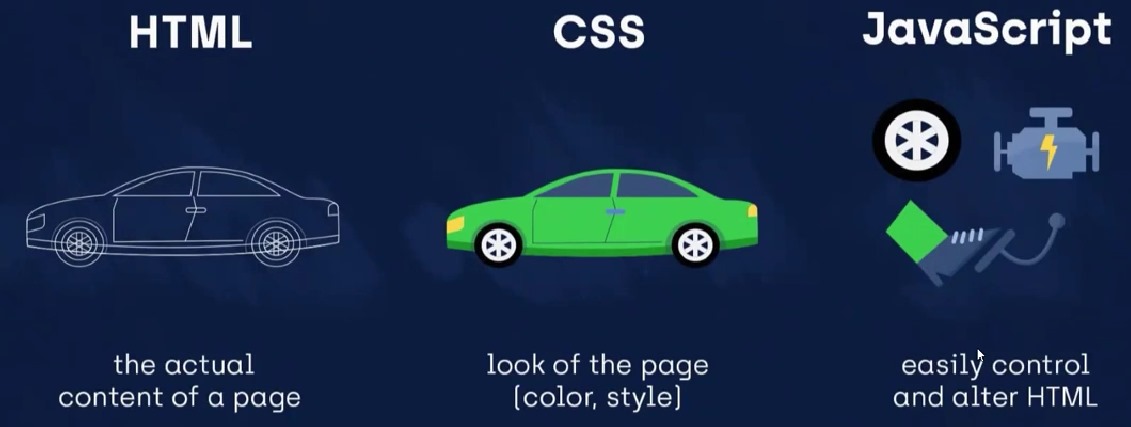 HTML
the actual
content of a page
CSS
look of the page
(color, style)
JavaScript
easily control
and alter HTML